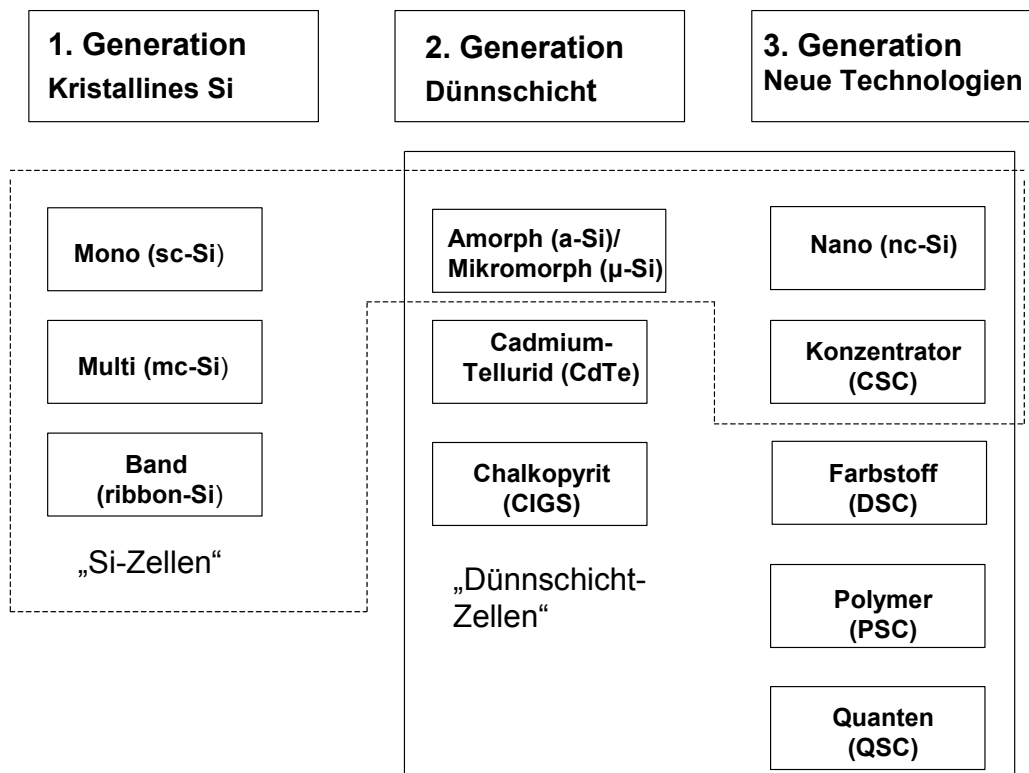 1. Generation
Kristallines Si
2. Generation
Dünnschicht
3. Generation
Neue Technologien
Mono (sc-Si)
Multi (mc-Si)
Band
(ribbon-Si)
„Si-Zellen“
Amorph (a-Si)/
Mikromorph (µ-Si)
Cadmium-
Tellurid (CdTe)
Chalkopyrit
(CIGS)
„Dünnschicht-
Zellen“
Nano (nc-Si)
Konzentrator
(CSC)
Farbstoff
(DSC)
Polymer
(PSC)
Quanten
(QSC)